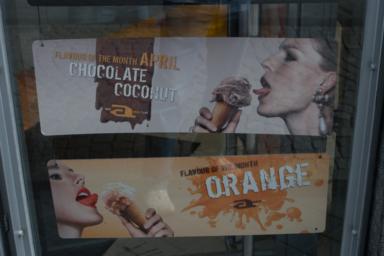 FLAVOUR OF THE MONTH APRIL
CHOCOLATE
COCONUT
a
FLAVOUR OF THE MONTH
ORANGE
a